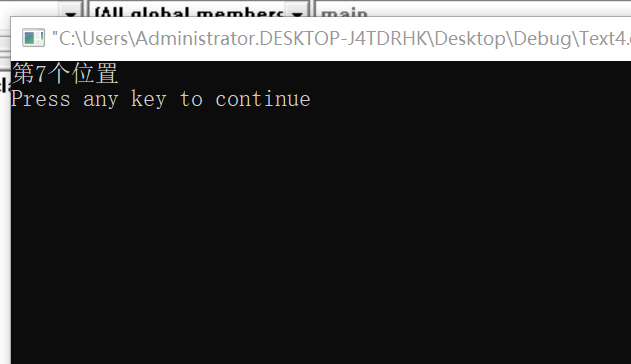 (All global members main
"C:\Users\Administrator.DESKTOP-J4TDRHK\Desktop\Debug\Text4.
第7个位置
Press any key to continue